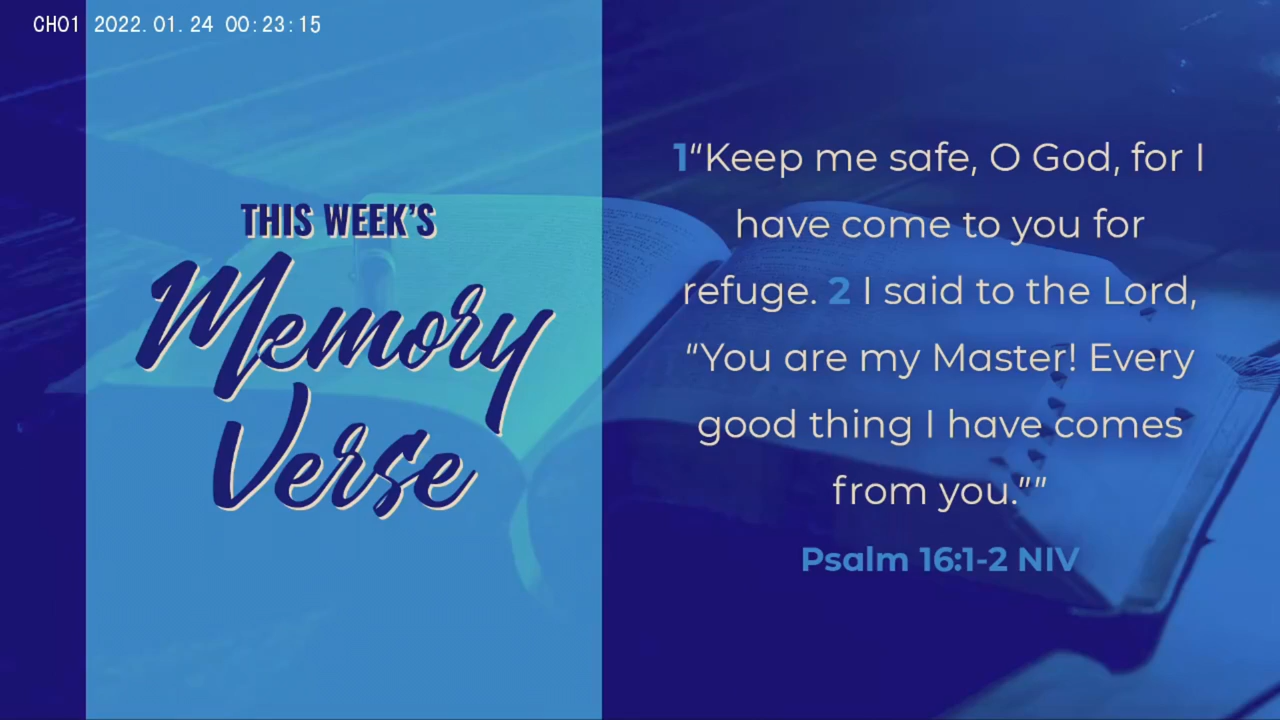 CH01 2022.01.24 00:23:15
THIS WEEK'S
Memory
Verse
1“Keep me safe, O God, for I
have come to you for
refuge. 2 I said to the Lord,
“You are my Master! Every
good thing I have comes
from you.””
Psalm 16:1-2 NIV